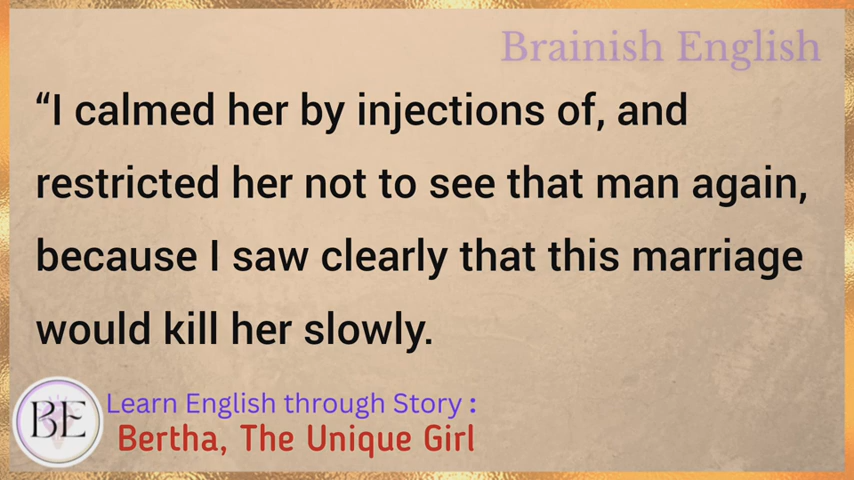 Brainish English
“I calmed her by injections of, and
restricted her not to see that man again,
because I saw clearly that this marriage
would kill her slowly.
BE
Learn English through Story :
Bertha, The Unique Girl